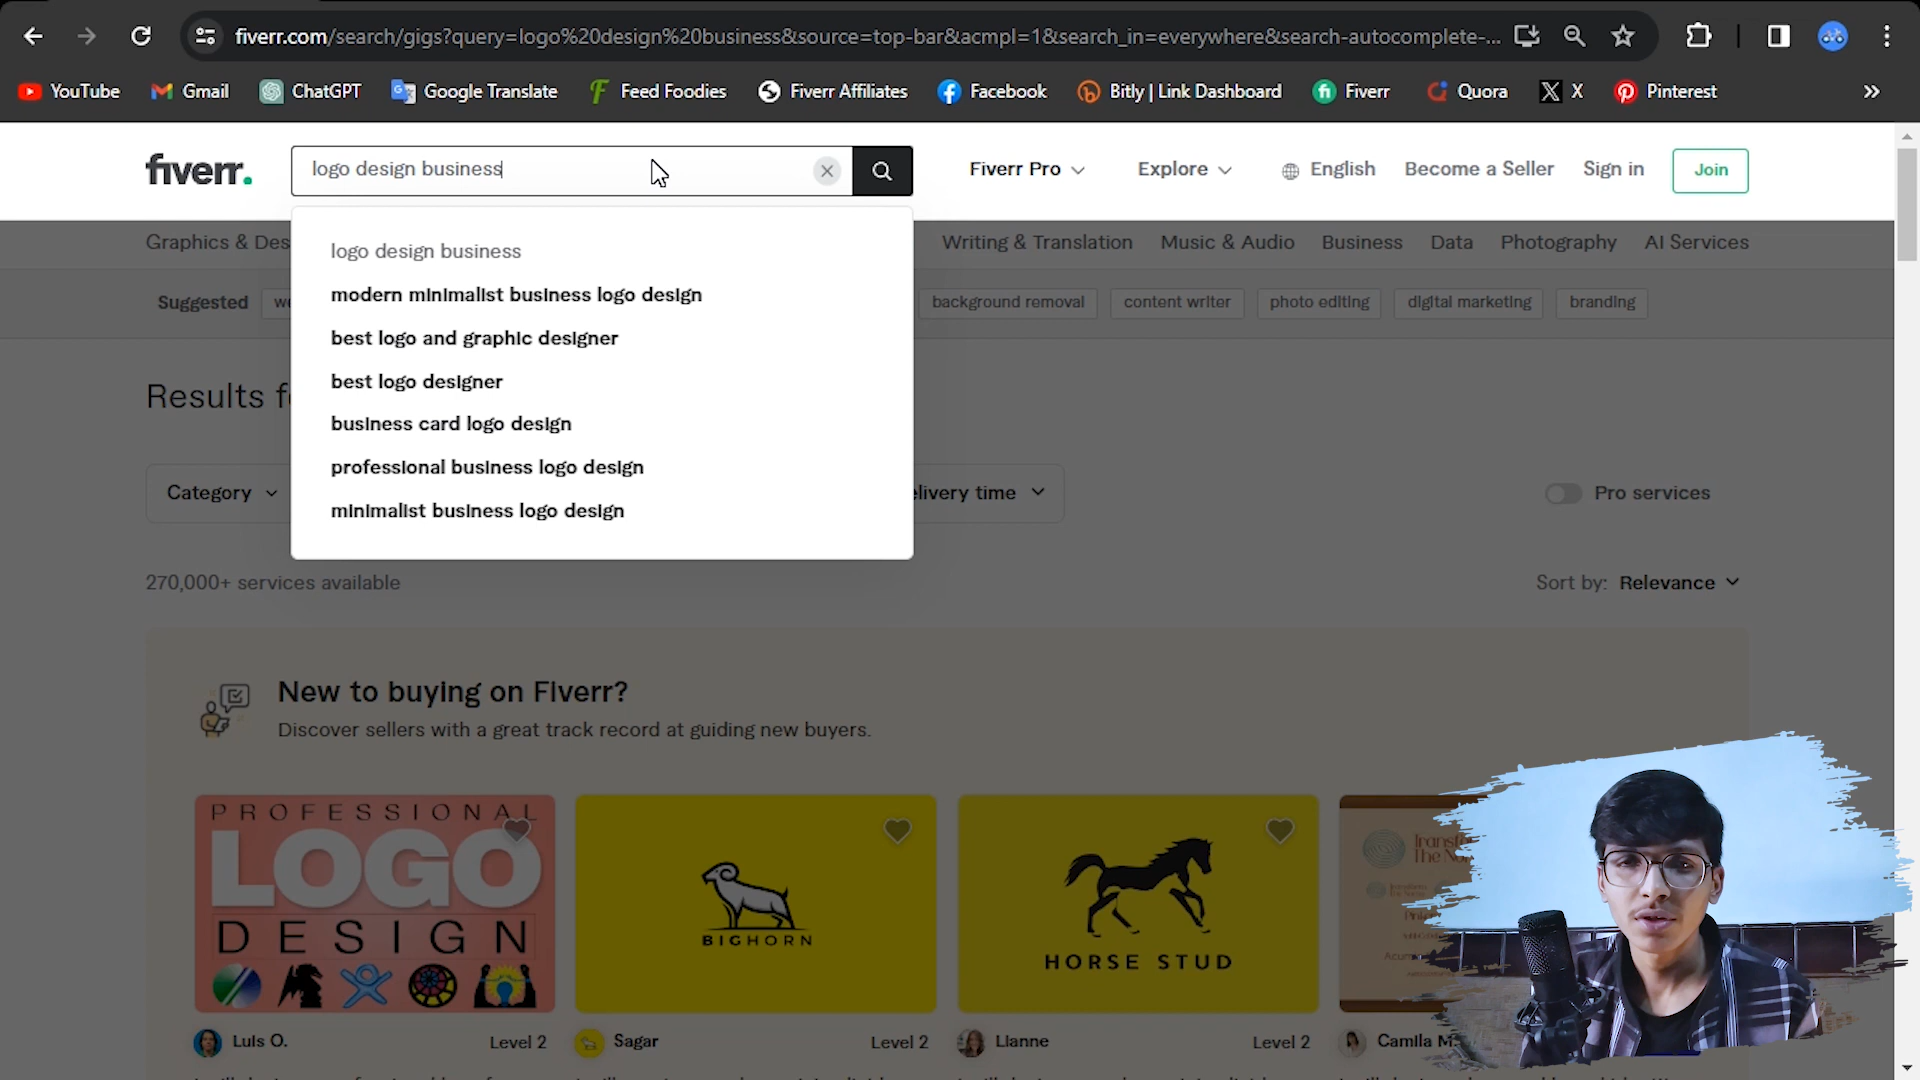 fiverr.com/search/gigs?query=logo%20design%20business&source=top-bar&acmpl=1&search_in=everywhere&search-autocomplete-...
YouTube Gmail ChatGPT Google Translate Feed Foodies Fiverr Affiliates Facebook Bitly | Link Dashboard Fiverr Quora X Pinterest »
fiverr. logo design business Fiverr Pro Explore English Become a Seller Sign in Join
Graphics & Des Writing & Translation Music & Audio Business Data Photography AI Services
logo design business
Suggested we background removal content writer photo editing digital marketing branding
modern minimalist business logo design
best logo and graphic designer
best logo designer
Results f
business card logo design
professional business logo design
Category elivery time Pro services
minimalist business logo design
270,000+ services available Sort by: Relevance
New to buying on Fiverr?
Discover sellers with a great track record at guiding new buyers.
PROFESSIONAL
LOGO
DESIGN
BIGHORN
HORSE STUD
Luis O. Level 2 Sagar Level 2 Lianne Level 2 Camila M.